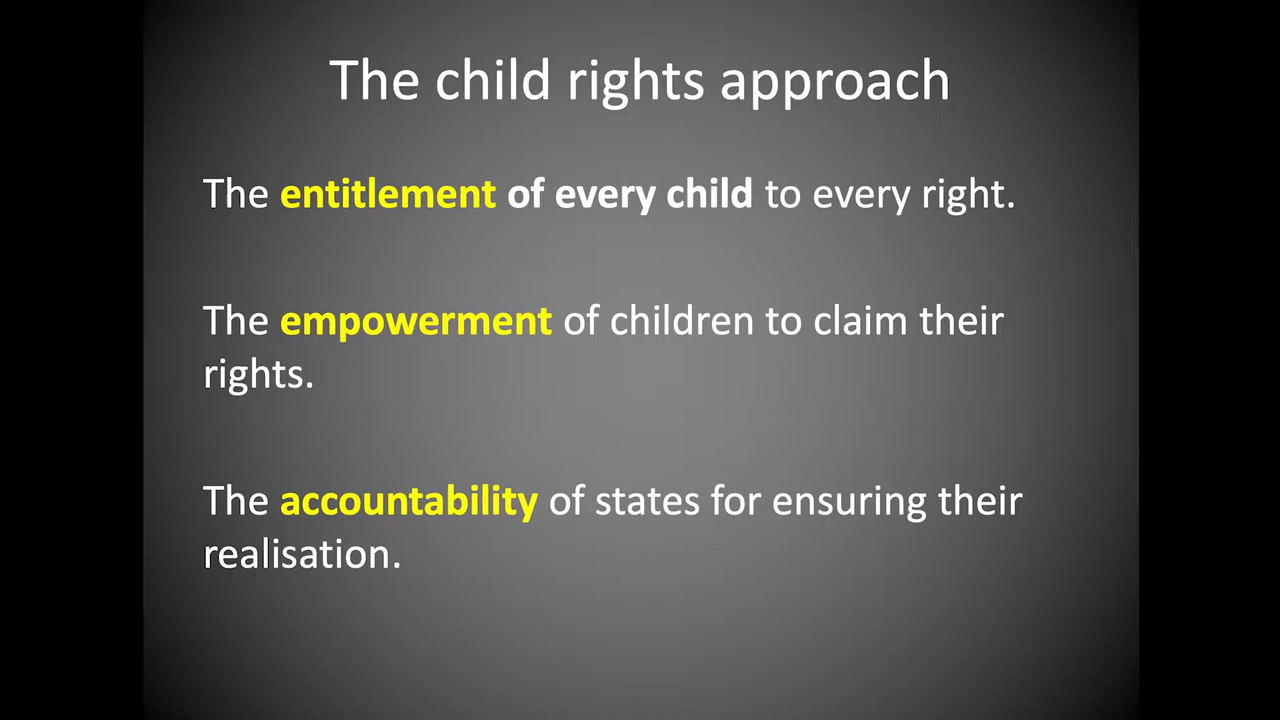 The child rights approach
The entitlement of every child to every right.
The empowerment of children to claim their
rights.
The accountability of states for ensuring their
realisation.